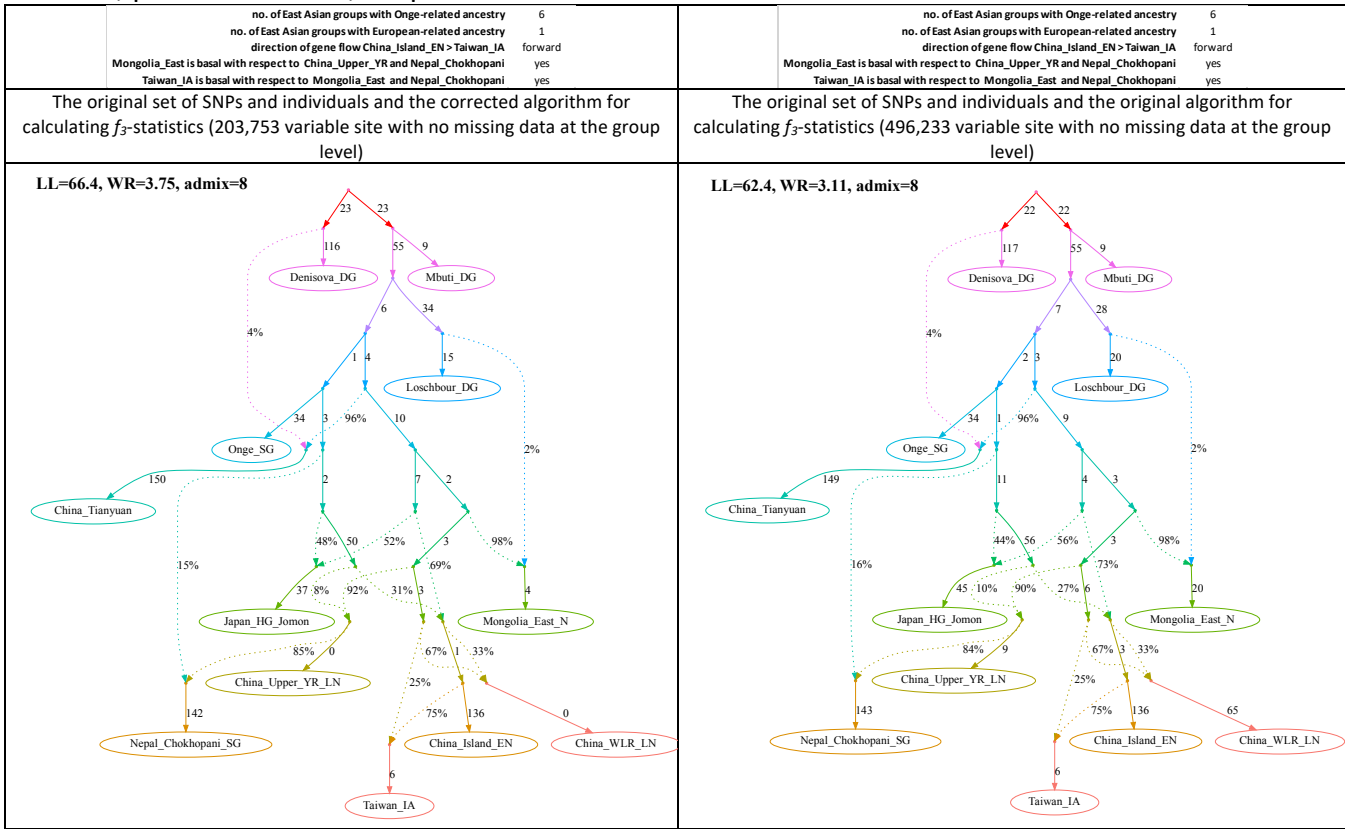 no. of East Asian groups with Onge-related ancestry 6
no. of East Asian groups with European-related ancestry 1
direction of gene flow China_Island_EN > Taiwan_IA forward
Mongolia_East is basal with respect to China_Upper_YR and Nepal_Chokhopani yes
Taiwan_IA is basal with respect to Mongolia_East and Nepal_Chokhopani yes
The original set of SNPs and individuals and the corrected algorithm for
calculating f3-statistics (203,753 variable site with no missing data at the group
level)
LL=66.4, WR=3.75, admix=8
23 23
116 55 9
Denisova_DG Mbuti_DG
6 34
4%
1 4 15
Loschbour_DG
34 3 96% 10
Onge_SG 2%
150 2 7 2
China_Tianyuan
48% 50 52% 3 98%
15% 69%
37 8% 92% 31% 3 4
Japan_HG_Jomon Mongolia_East_N
85% 0 67% 1 33%
China_Upper_YR_LN
25%
142 75% 136 0
Nepal_Chokhopani_SG China_Island_EN China_WLR_LN
6
Taiwan_IA
no. of East Asian groups with Onge-related ancestry 6
no. of East Asian groups with European-related ancestry 1
direction of gene flow China_Island_EN > Taiwan_IA forward
Mongolia_East is basal with respect to China_Upper_YR and Nepal_Chokhopani yes
Taiwan_IA is basal with respect to Mongolia_East and Nepal_Chokhopani yes
The original set of SNPs and individuals and the original algorithm for
calculating f3-statistics (496,233 variable site with no missing data at the group
level)
LL=62.4, WR=3.11, admix=8
22 22
117 55 9
Denisova_DG Mbuti_DG
7 28
4%
2 3 20
Loschbour_DG
34 1 96% 9
Onge_SG 2%
149 11 4 3
China_Tianyuan
44% 56 56% 3 98%
16% 73%
45 10% 90% 27% 6 20
Japan_HG_Jomon Mongolia_East_N
84% 9 67% 3 33%
China_Upper_YR_LN
25%
143 75% 136 65
Nepal_Chokhopani_SG China_Island_EN China_WLR_LN
6
Taiwan_IA